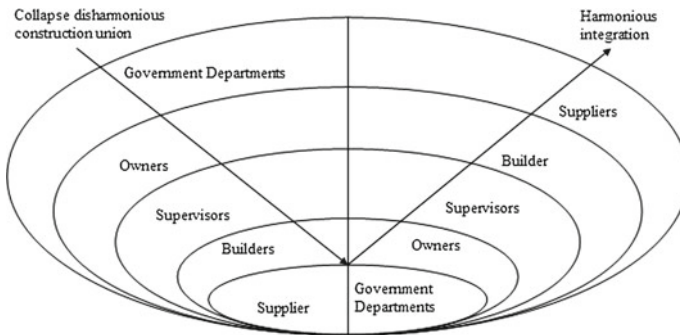 Collapse disharmonious
construction union
Harmonious
integration
Government Departments
Suppliers
Owners
Builder
Supervisors
Supervisors
Builders
Owners
Supplier
Government
Departments